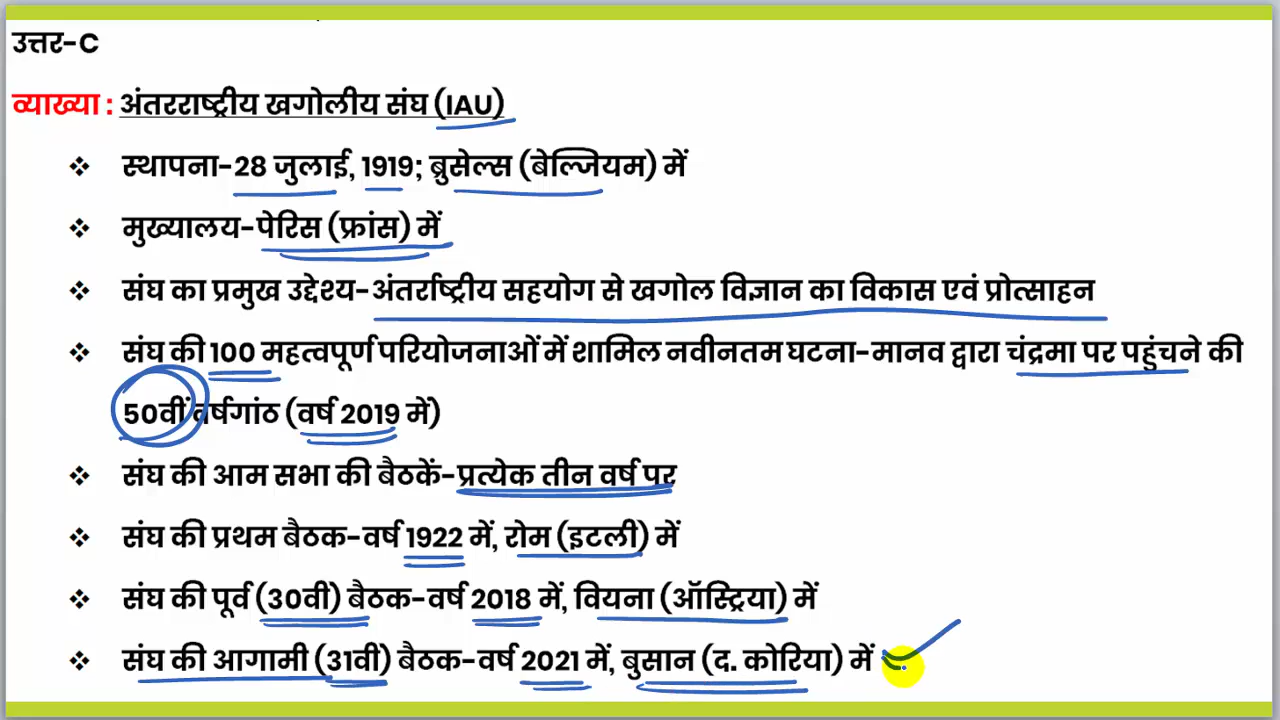 उत्तर-C
व्याख्या : अंतरराष्ट्रीय खगोलीय संघ (IAU)
❖ स्थापना-28 जुलाई, 1919; ब्रुसेल्स (बेल्जियम) में
❖ मुख्यालय-पेरिस (फ्रांस) में
❖ संघ का प्रमुख उद्देश्य-अंतर्राष्ट्रीय सहयोग से खगोल विज्ञान का विकास एवं प्रोत्साहन
❖ संघ की 100 महत्वपूर्ण परियोजनाओं में शामिल नवीनतम घटना-मानव द्वारा चंद्रमा पर पहुंचने की
50वीं वर्षगांठ (वर्ष 2019 में)
❖ संघ की आम सभा की बैठकें-प्रत्येक तीन वर्ष पर
❖ संघ की प्रथम बैठक-वर्ष 1922 में, रोम (इटली) में
❖ संघ की पूर्व (30वी) बैठक-वर्ष 2018 में, वियना (ऑस्ट्रिया) में
❖ संघ की आगामी (31वी) बैठक-वर्ष 2021 में, बुसान (द. कोरिया) में